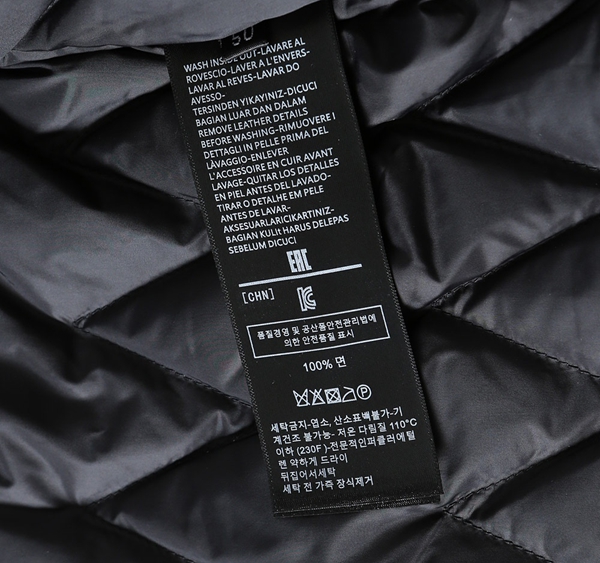 50
WASH INSIDE OUT-LAVARE AL
ROVESCIO-LAVER A L'ENVERS-
LAVAR AL REVES-LAVAR DO
AVESSO-
TERSINDEN YIKAYINIZ-DICUCI
BAGIAN LUAR DAN DALAM
REMOVE LEATHER DETAILS
BEFORE WASHING-RIMUOVERE I
DETTAGLI IN PELLE PRIMA DEL
LÀVAGGIO-ENLEVER
L'ACCESSOIRE EN CUIR AVANT
LAVAGE-QUITAR LOS DETALLES
EN PIEL ANTES DEL LAVADO-
TIRAR O DETALHE EM PELE
ANTES DE LAVAR-
AKSESUARLARICIKARTINIZ-
BAGIAN KULIt HARUS DELEPAS
SEBELUM DICUCI
EAC
[CHN]
품질경영 및 공산품안전관리법에
의한 안전품질 표시
100% 면
세탁금지-업소, 산소표백불가-기
계건조 불가능- 저온 다림질 110°C
이하 (230F)-전문적인퍼클러에틸
렌 약하게 드라이
뒤집어서세탁
세탁 전 가죽 장식제거